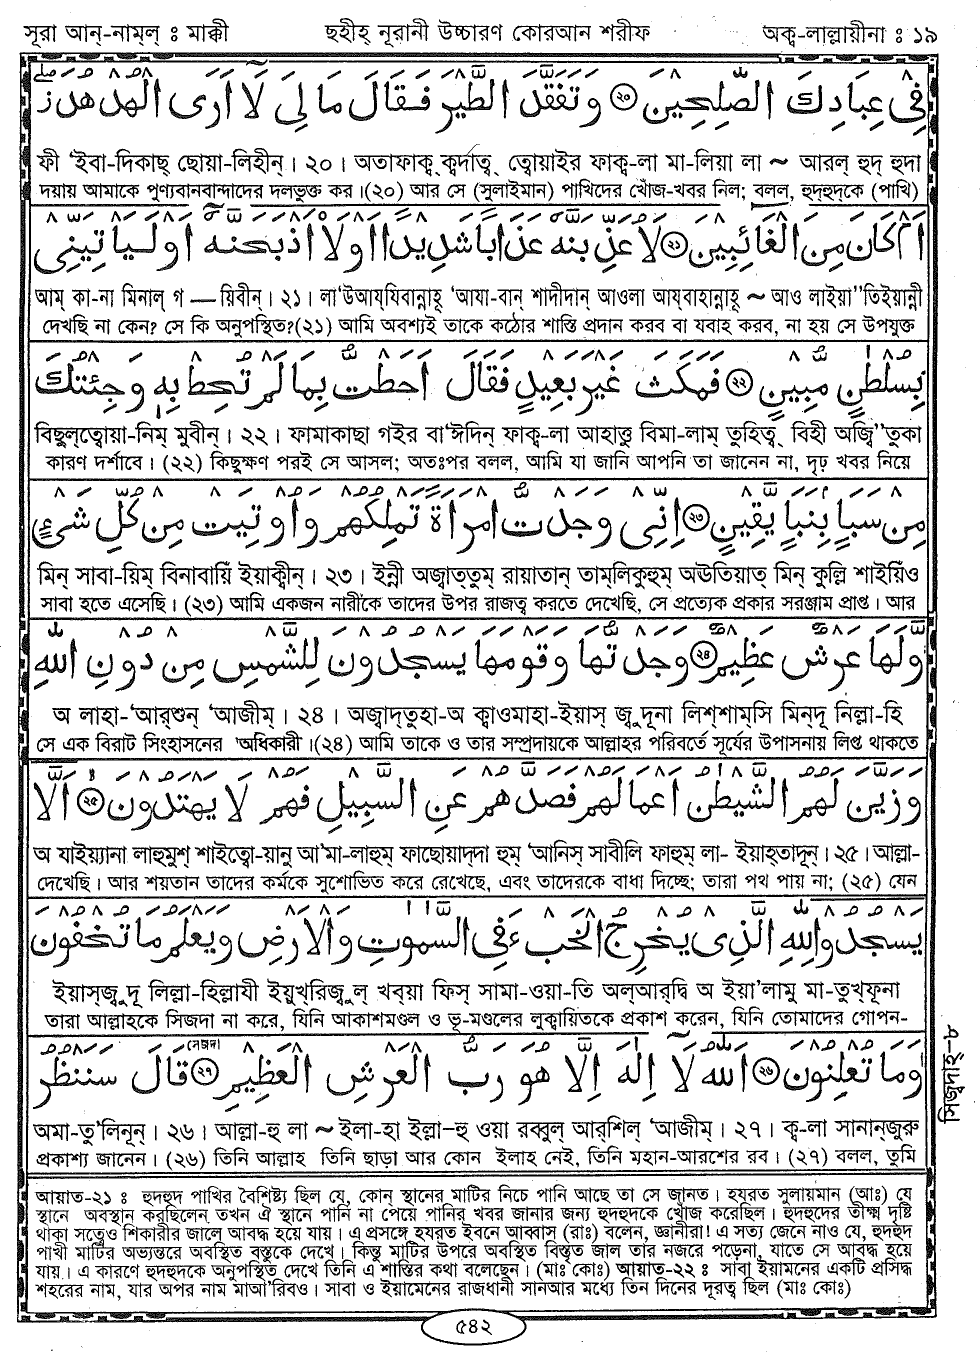 সূরা আন্-নাম্‌ল্ : মাক্কী ছহীহ্ নূরানী উচ্চারণ কোরআন শরীফ অক্ব-লাল্লাযীনা : ১৯
فِىْ عِبَادِكَ الصّٰلِحِيْنَ ۝٢٠ وَتَفَقَّدَ الطَّيْرَ فَقَالَ مَا لِىَ لَآ اَرَى الْهُدْهُدَ ۖ
ফী ‘ইবা-দিকাছ্ ছোয়া-লিহীন্। ২০। অতাফাক্ব্ ক্বর্দাত্ব্ ত্বোয়াইর ফাক্ব-লা মা-লিয়া লা ~ আরল্ হুদ্ হুদা
দয়ায় আমাকে পুণ্যবানবান্দাদের দলভুক্ত কর।(২০) আর সে (সুলাইমান) পাখিদের খোঁজ-খবর নিল; বলল, হুদ্‌হুদ্‌কে (পাখি)
اَمْ كَانَ مِنَ الْغَآئِبِيْنَ ۝٢١ لَاُعَذِّبَنَّهٗ عَذَابًا شَدِيْدًا اَوْ لَاَاذْبَحَنَّهٗٓ اَوْ لَيَاْتِيَنِّىْ
আম্ কা-না মিনাল্ গ — য়িবীন্। ২১। লা‘উআয্‌যিবান্নাহূ ‘আযা-বান্ শাদীদান্ আওলা আয্‌বাহান্নাহূ ~ আও লাইয়া’’তিইয়ান্নী
দেখছি না কেন? সে কি অনুপস্থিত?(২১) আমি অবশ্যই তাকে কঠোর শাস্তি প্রদান করব বা যবাহ করব, না হয় সে উপযুক্ত
بِسُلْطٰنٍ مُّبِيْنٍ ۝٢٢ فَمَكَثَ غَيْرَ بَعِيْدٍ فَقَالَ اَحَطْتُّ بِمَا لَمْ تُحِطْ بِهٖ وَجِئْتُكَ
বিছুল্‌ত্বোয়া-নিম্ মুবীন্। ২২। ফামাকাছা গইর বা‘ঈদিন্ ফাক্ব-লা আহাত্তু বিমা-লাম্ তুহিত্ব্ বিহী অজ্বি’’তুকা
কারণ দর্শাবে। (২২) কিছুক্ষণ পরই সে আসল; অতঃপর বলল, আমি যা জানি আপনি তা জানেন না, দৃঢ় খবর নিয়ে
مِنْ سَبَاٍۭ بِنَبَاٍ يَّقِيْنٍ ۝٢٣ اِنِّىْ وَجَدْتُّ امْرَاَةً تَمْلِكُهُمْ وَاُوْتِيَتْ مِنْ كُلِّ شَىْءٍ
মিন্ সাবা-য়িম্ বিনাবায়িঁ ইয়াক্বীন্। ২৩। ইন্নী অজ্বাত্‌তুম্ রায়াতান্ তাম্‌লিকুহুম্ অঊতিয়াত্ মিন্ কুল্লি শাইয়িঁও
সাবা হতে এসেছি। (২৩) আমি একজন নারীকে তাদের উপর রাজত্ব করতে দেখেছি, সে প্রত্যেক প্রকার সরঞ্জাম প্রাপ্ত। আর
وَّلَهَا عَرْشٌ عَظِيْمٌ ۝٢٤ وَجَدْتُّهَا وَقَوْمَهَا يَسْجُدُوْنَ لِلشَّمْسِ مِنْ دُوْنِ اللّٰهِ
অ লাহা-‘আর্‌শুন্ ‘আজীম্। ২৪। অজ্বাদ্‌তুহা-অ ক্বাওমাহা-ইয়াস্ জু্দূনা লিশ্‌শাম্‌সি মিন্‌দূ নিল্লা-হি
সে এক বিরাট সিংহাসনের অধিকারী।(২৪) আমি তাকে ও তার সম্প্রদায়কে আল্লাহর পরিবর্তে সূর্যের উপাসনায় লিপ্ত থাকতে
وَزَيَّنَ لَهُمُ الشَّيْطٰنُ اَعْمَالَهُمْ فَصَدَّهُمْ عَنِ السَّبِيْلِ فَهُمْ لَا يَهْتَدُوْنَ ۝٢٥ اَلَّا
অ যাইয়্যানা লাহুমুশ্ শাইত্বো-য়ানু আ’মা-লাহুম্ ফাছোয়াদ্‌দা হুম্ ‘আনিস্ সাবীলি ফাহুম্ লা- ইয়াহ্‌তাদূন্। ২৫। আল্লা-
দেখেছি। আর শয়তান তাদের কর্মকে সুশোভিত করে রেখেছে, এবং তাদেরকে বাধা দিচ্ছে; তারা পথ পায় না; (২৫) যেন
يَسْجُدُوْا لِلّٰهِ الَّذِىْ يُخْرِجُ الْخَبْءَ فِى السَّمٰوٰتِ وَالْاَرْضِ وَيَعْلَمُ مَا تُخْفُوْنَ
ইয়াস্‌জু্দূ লিল্লা-হিল্লাযী ইয়ুখ্‌রিজু্ল্ খব্‌য়া ফিস্ সামা-ওয়া-তি অল্‌আর্‌দ্বি অ ইয়া’লামু মা-তুখ্‌ফূনা
তারা আল্লাহকে সিজদা না করে, যিনি আকাশমণ্ডল ও ভূ-মণ্ডলের লুক্বায়িতকে প্রকাশ করেন, যিনি তোমাদের গোপন-
وَمَا تُعْلِنُوْنَ ۝٢٦ اَللّٰهُ لَآ اِلٰهَ اِلَّا هُوَ رَبُّ الْعَرْشِ الْعَظِيْمِ ۝٢٧ قَالَ سَنَنْظُرُ
সেজদা
সিজ্বদাহ্-৮
অমা-তু’লিনূন্। ২৬। আল্লা-হু লা ~ ইলা-হা ইল্লা-হু ওয়া রব্বুল্ আর্‌শিল্ ‘আজীম্। ২৭। ক্ব-লা সানান্‌জুরু
প্রকাশ্য জানেন। (২৬) তিনি আল্লাহ তিনি ছাড়া আর কোন ইলাহ নেই, তিনি মহান-আরশের রব। (২৭) বলল, তুমি
আয়াত-২১ : হুদহুদ পাখির বৈশিষ্ট্য ছিল যে, কোন্ স্থানের মাটির নিচে পানি আছে তা সে জানত। হযরত সুলায়মান (আঃ) যে
স্থানে অবস্থান করছিলেন তখন ঐ স্থানে পানি না পেয়ে পানির খবর জানার জন্য হুদহুদকে খোঁজ করেছিল। হুদহুদের তীক্ষ্ম দৃষ্টি
থাকা সত্ত্বেও শিকারীর জালে আবদ্ধ হয়ে যায়। এ প্রসঙ্গে হযরত ইবনে আব্বাস (রাঃ) বলেন, জ্ঞানীরা! এ সত্য জেনে নাও যে, হুদহুদ
পাখী মাটির অভ্যন্তরে অবস্থিত বস্তুকে দেখে। কিন্তু মাটির উপরে অবস্থিত বিস্তৃত জাল তার নজরে পড়েনা, যাতে সে আবদ্ধ হয়ে
যায়। এ কারণে হুদহুদকে অনুপস্থিত দেখে তিনি এ শাস্তির কথা বলেছেন। (মাঃ কোঃ) আয়াত-২২ : সাবা ইয়ামনের একটি প্রসিদ্ধ
শহরের নাম, যার অপর নাম মাআ’রিবও। সাবা ও ইয়ামেনের রাজধানী সানআর মধ্যে তিন দিনের দূরত্ব ছিল (মাঃ কোঃ)
৫৪২